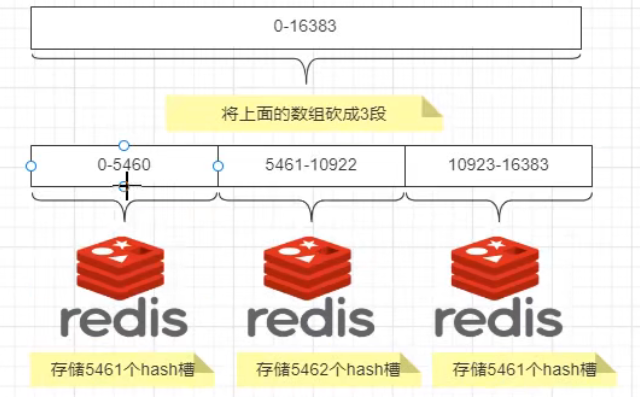 0-16383
将上面的数组砍成3段
0-5460
5461-10922
10923-16383
redis
redis
redis
存储5461个hash槽
存储5462个hash槽
存储5461个hash槽